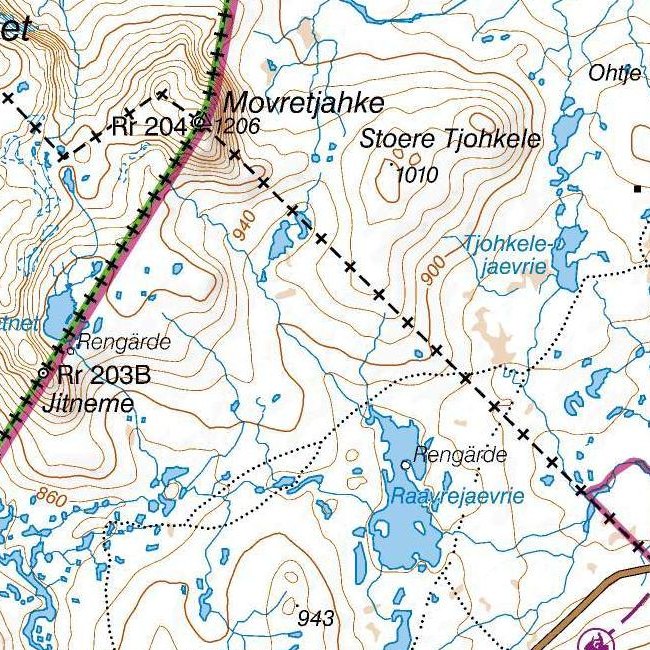 et
Ohtje
Movretjahke
Rr 204
1206
Stoere Tjohkele
1010
940
Tjohkele-
jaevrie
900
etnet
Rengärde
Rr 203B
Jitneme
Rengärde
860
Raavrejaevrie
943